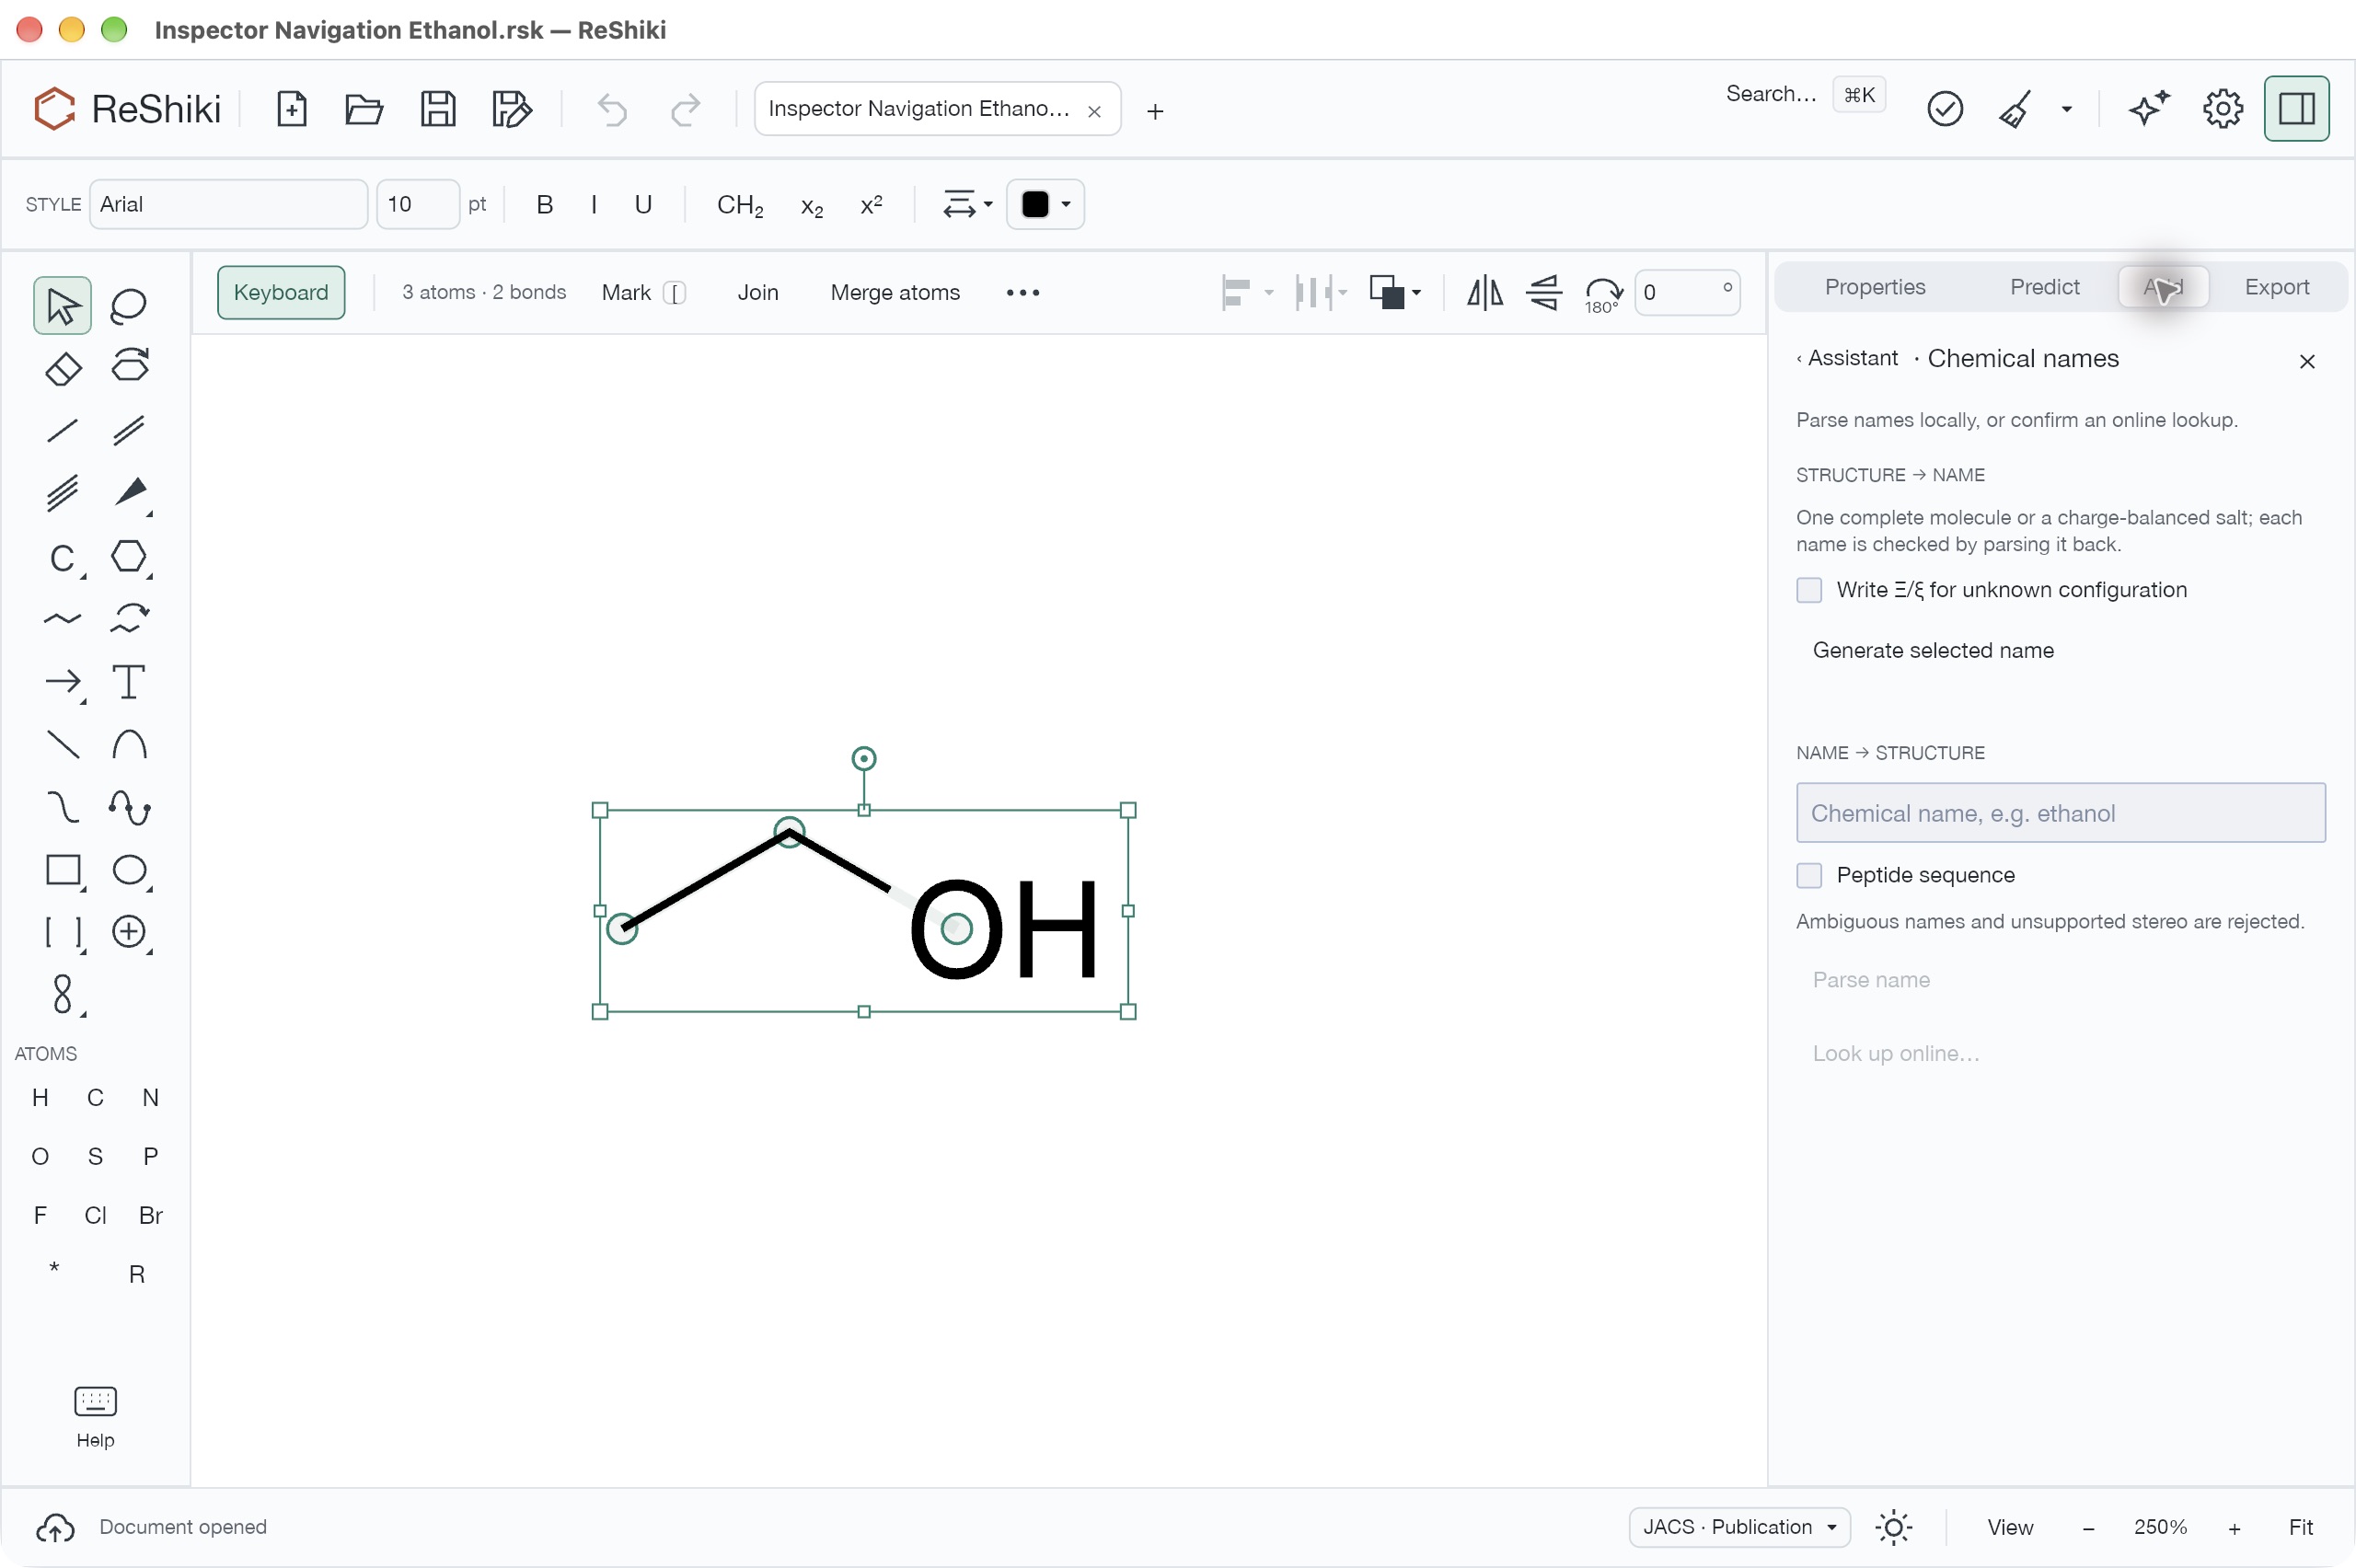 Inspector Navigation Ethanol.rsk — ReShiki
ReShiki
Inspector Navigation Ethano...
Search...
⌘K
STYLE
Arial
10
pt
B
I
U
CH₂
x₂
x²
Keyboard
3 atoms · 2 bonds
Mark [
Join
Merge atoms
180°
0 °
Properties
Predict
Export
‹ Assistant · Chemical names
Parse names locally, or confirm an online lookup.
STRUCTURE → NAME
One complete molecule or a charge-balanced salt; each
name is checked by parsing it back.
Write Ξ/ξ for unknown configuration
Generate selected name
NAME → STRUCTURE
Chemical name, e.g. ethanol
Peptide sequence
Ambiguous names and unsupported stereo are rejected.
Parse name
Look up online...
C
T
OH
ATOMS
H C N
O S P
F Cl Br
* R
Help
Document opened
JACS · Publication
View
− 250% +
Fit